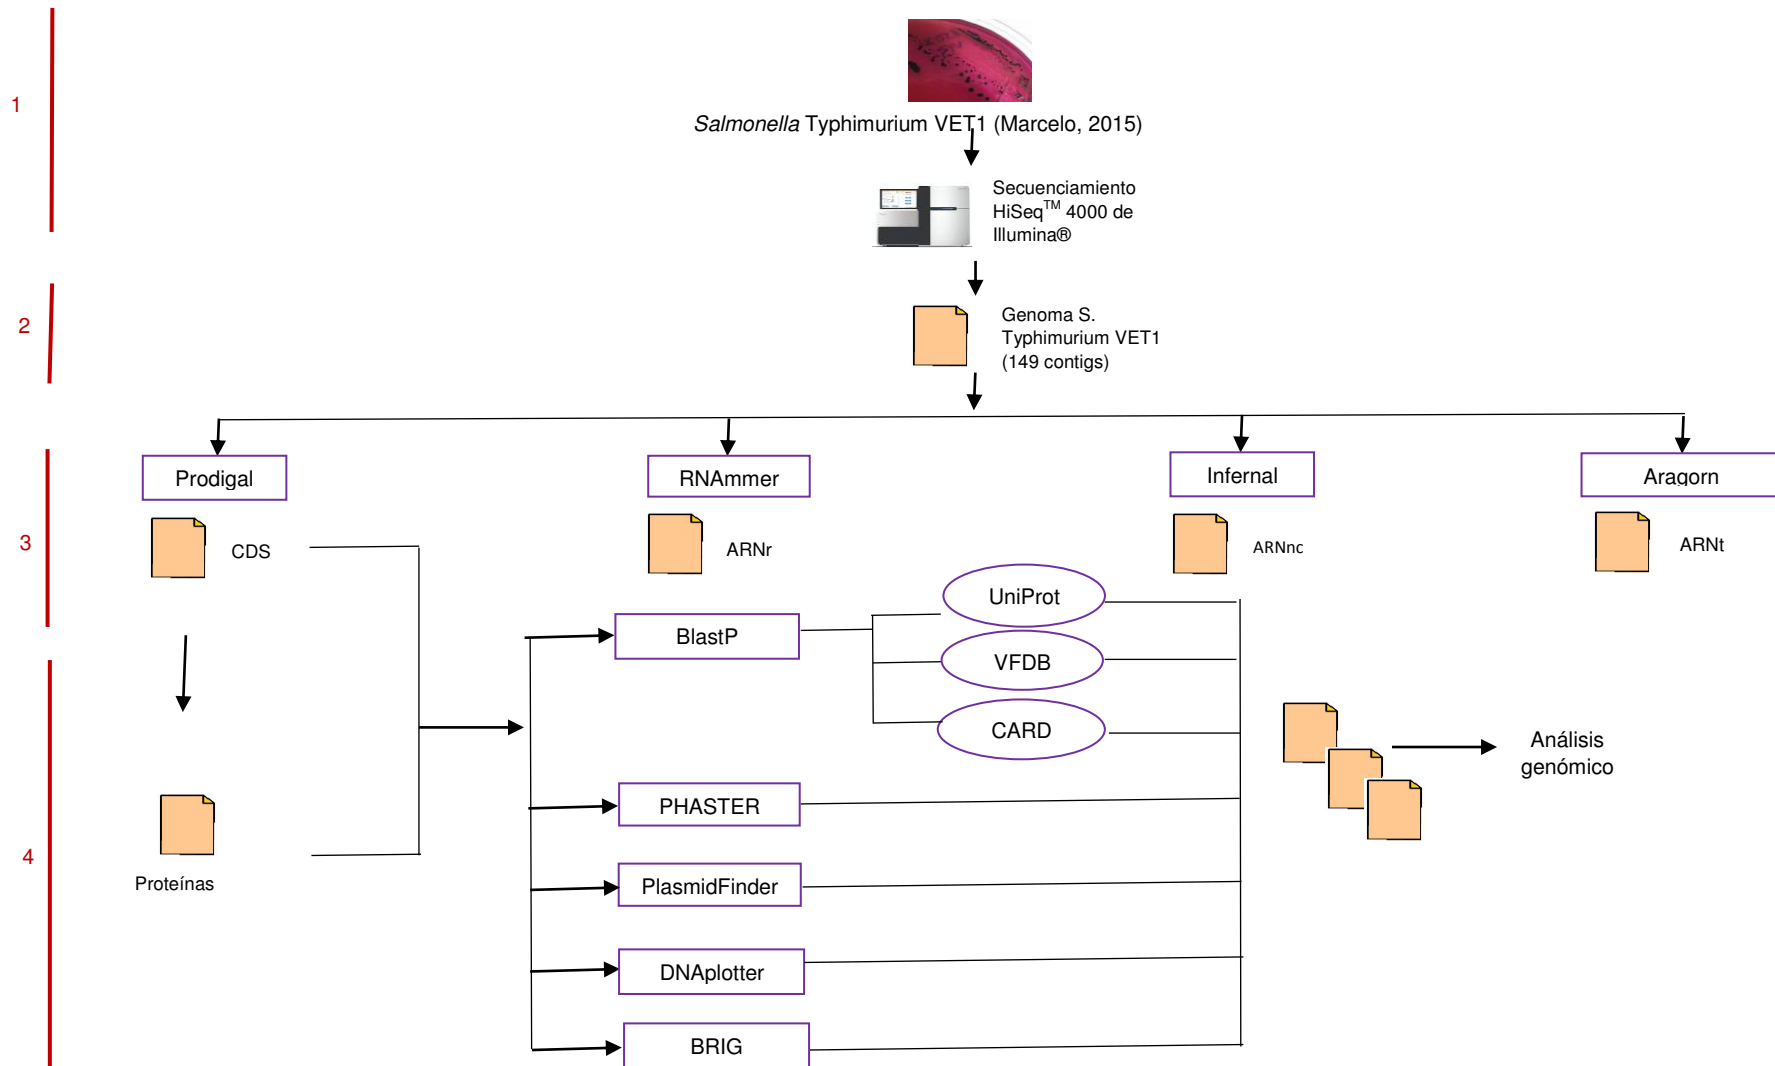 1
Salmonella Typhimurium VET1 (Marcelo, 2015)
Secuenciamiento
HiSeq™ 4000 de
Illumina®
2
Genoma S.
Typhimurium VET1
(149 contigs)
Prodigal
RNAmmer
Infernal
Aragorn
3
CDS
ARNr
ARNnc
ARNt
UniProt
BlastP
VFDB
CARD
Análisis
genómico
PHASTER
4
Proteínas
PlasmidFinder
DNAplotter
BRIG